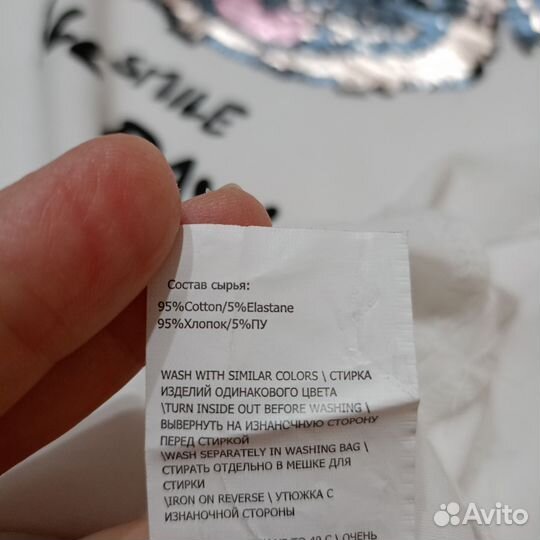 SMILE
Состав сырья:
95%Cotton/5%Elastane
95%Хлопок/5%ПУ
WASH WITH SIMILAR COLORS \ СТИРКА
ИЗДЕЛИЙ ОДИНАКОВОГО ЦВЕТА
\TURN INSIDE OUT BEFORE WASHING \
ВЫВЕРНУТЬ НА ИЗНАНОЧНУЮ СТОРОНУ
ПЕРЕД СТИРКОЙ
\WASH SEPARATELY IN WASHING BAG \
СТИРАТЬ ОТДЕЛЬНО В МЕШКЕ ДЛЯ
СТИРКИ
\IRON ON REVERSE \ УТЮЖКА С
ИЗНАНОЧНОЙ СТОРОНЫ
Avito